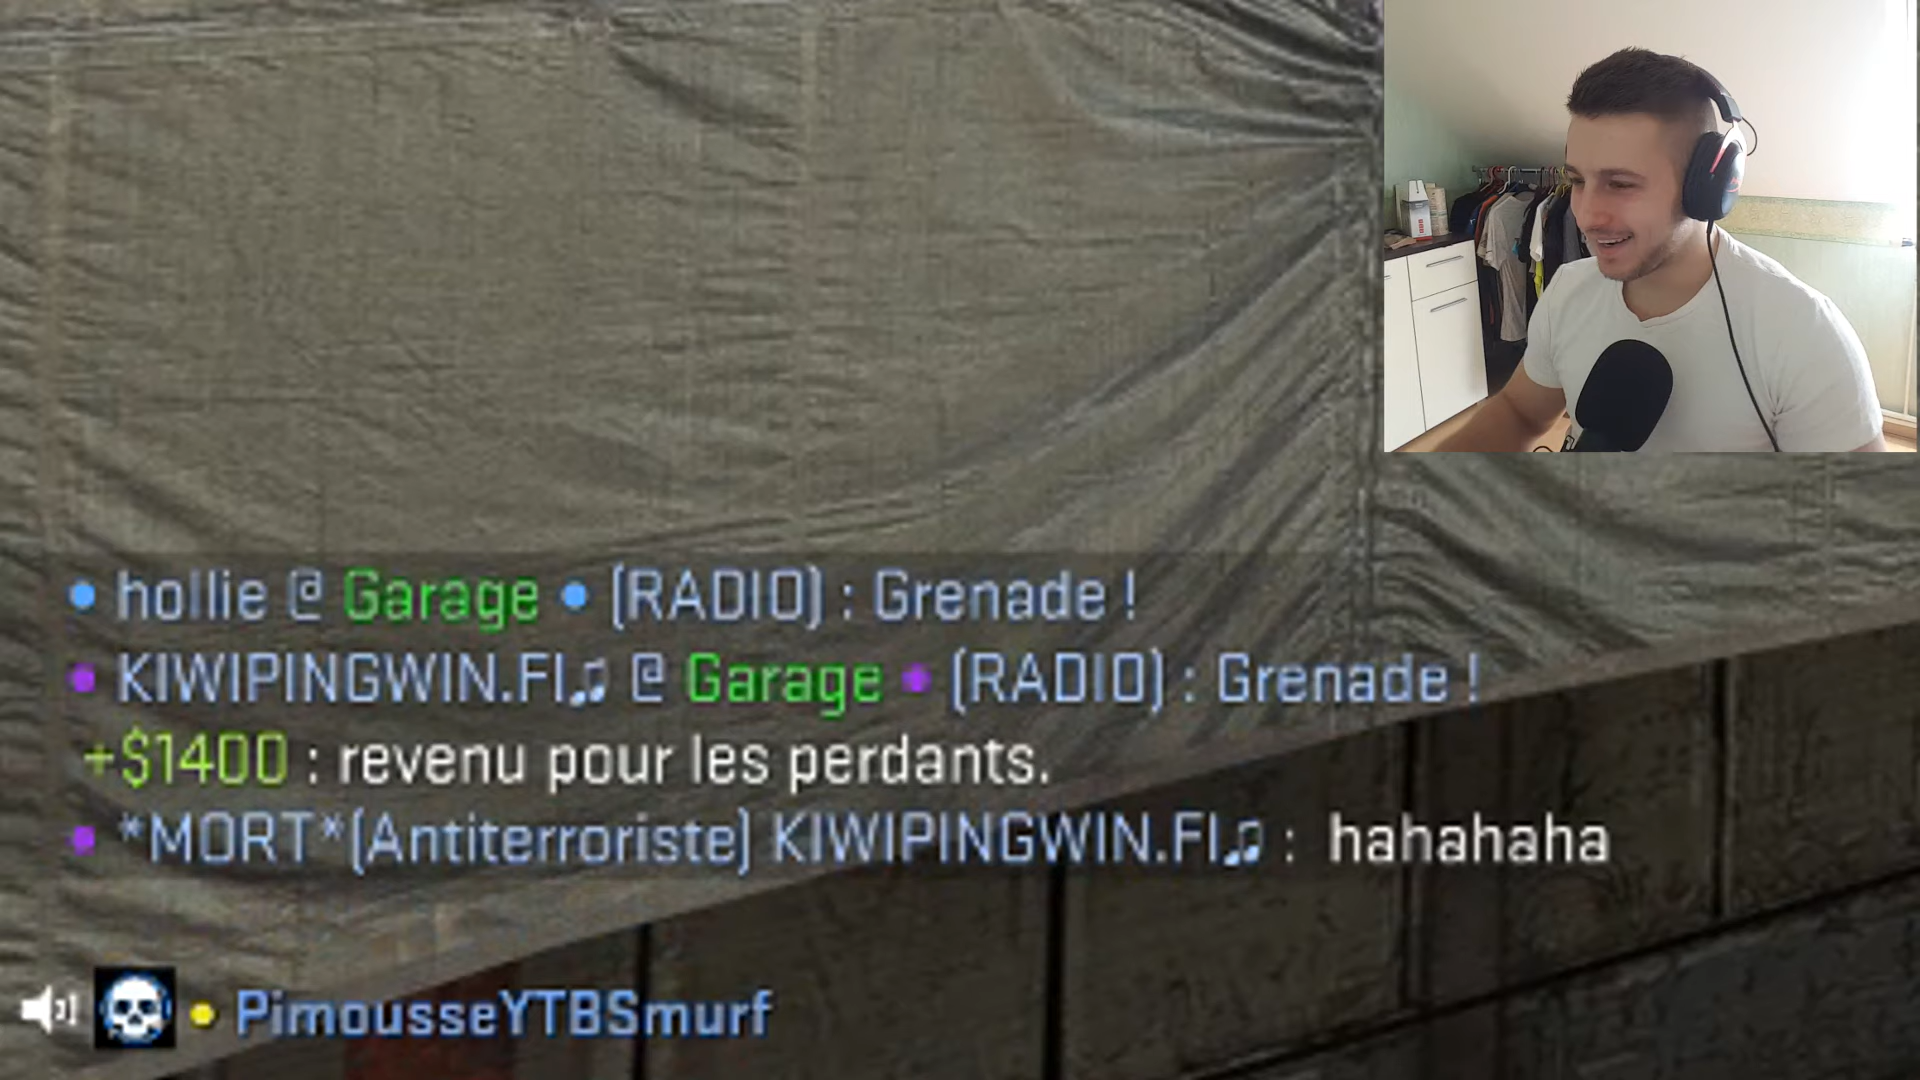 • hollie @ Garage • (RADIO) : Grenade !
• KIWIPINGWIN.FI♫ @ Garage • (RADIO) : Grenade !
+$1400 : revenu pour les perdants.
• *MORT*(Antiterroriste) KIWIPINGWIN.FI♫ : hahahaha
• PimousseYTBSmurf